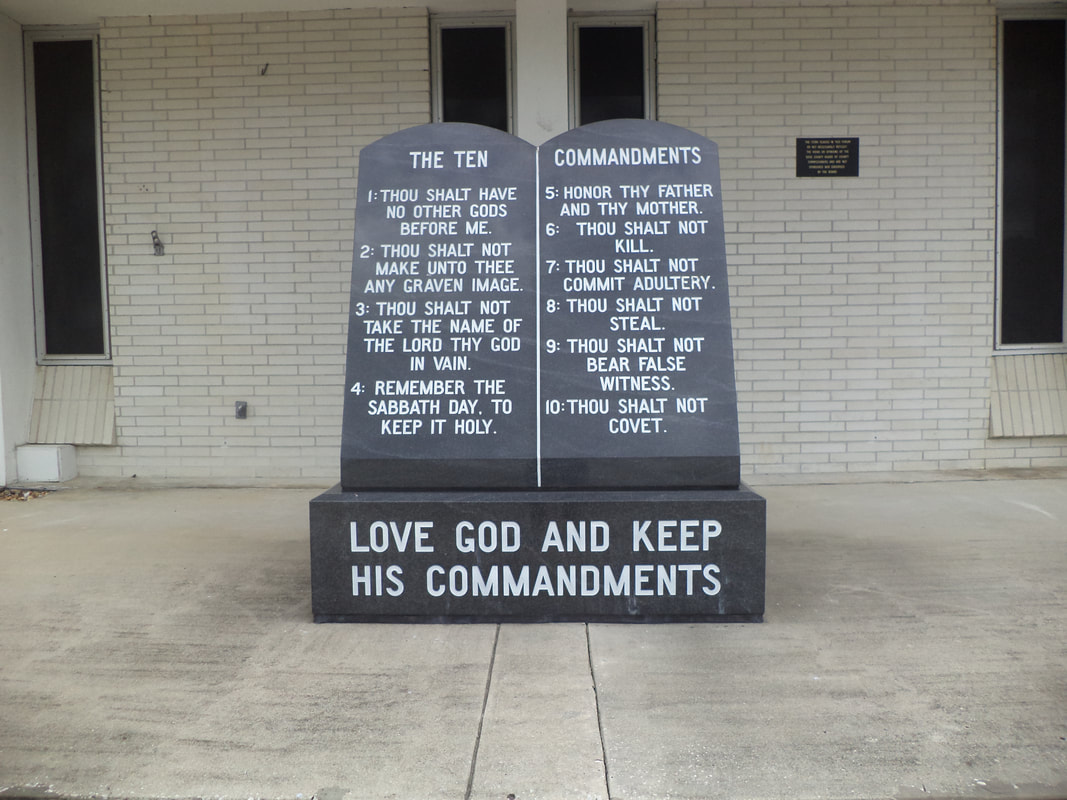 THE TEN
1: THOU SHALT HAVE
NO OTHER GODS
BEFORE ME.
2: THOU SHALT NOT
MAKE UNTO THEE
ANY GRAVEN IMAGE.
3: THOU SHALT NOT
TAKE THE NAME OF
THE LORD THY GOD
IN VAIN.
4: REMEMBER THE
SABBATH DAY, TO
KEEP IT HOLY.
COMMANDMENTS
5: HONOR THY FATHER
AND THY MOTHER.
6: THOU SHALT NOT
KILL.
7: THOU SHALT NOT
COMMIT ADULTERY.
8: THOU SHALT NOT
STEAL.
9: THOU SHALT NOT
BEAR FALSE
WITNESS.
10: THOU SHALT NOT
COVET.
LOVE GOD AND KEEP
HIS COMMANDMENTS